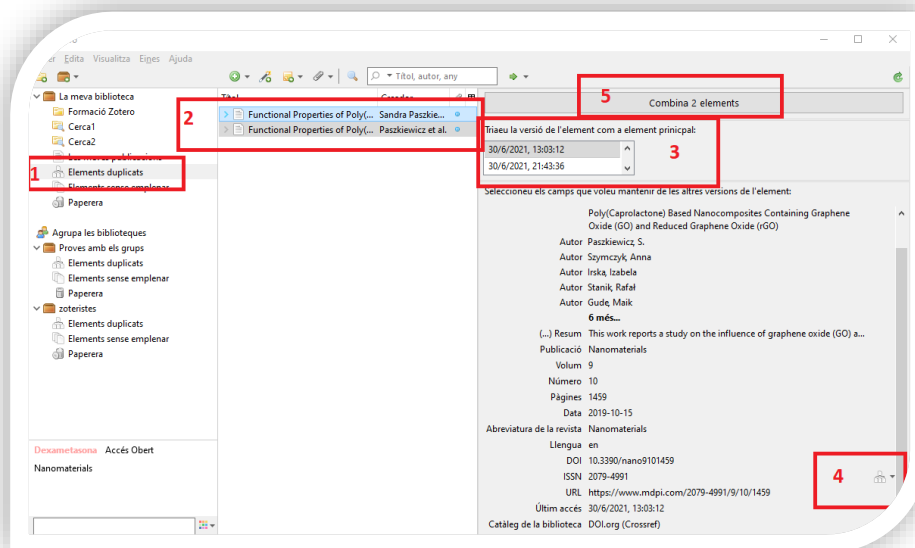 Edita Visualitza Eines Ajuda
Títol, autor, any
La meva biblioteca
Formació Zotero
Cerca1
Cerca2
Les meves publicacions
1 Elements duplicats
Elements sense emplenar
Paperera
Agrupa les biblioteques
Proves amb els grups
Elements duplicats
Elements sense emplenar
Paperera
zoteristes
Elements duplicats
Elements sense emplenar
Paperera
Dexametasona Accés Obert
Nanomaterials
Títol Creador
2
Functional Properties of Poly(... Sandra Paszkie...
Functional Properties of Poly(... Paszkiewicz et al.
5
Combina 2 elements
Triaeu la versió de l'element com a element prinicpal:
30/6/2021, 13:03:12
30/6/2021, 21:43:36
3
Seleccioneu els camps que voleu mantenir de les altres versions de l'element:
Poly(Caprolactone) Based Nanocomposites Containing Graphene
Oxide (GO) and Reduced Graphene Oxide (rGO)
Autor Paszkiewicz, S.
Autor Szymczyk, Anna
Autor Irska, Izabela
Autor Stanik, Rafał
Autor Gude, Maik
6 més...
(...) Resum This work reports a study on the influence of graphene oxide (GO) a...
Publicació Nanomaterials
Volum 9
Número 10
Pàgines 1459
Data 2019-10-15
Abreviatura de la revista Nanomaterials
Llengua en
DOI 10.3390/nano9101459
ISSN 2079-4991
URL https://www.mdpi.com/2079-4991/9/10/1459
Últim accés 30/6/2021, 13:03:12
Catàleg de la biblioteca DOI.org (Crossref)
4